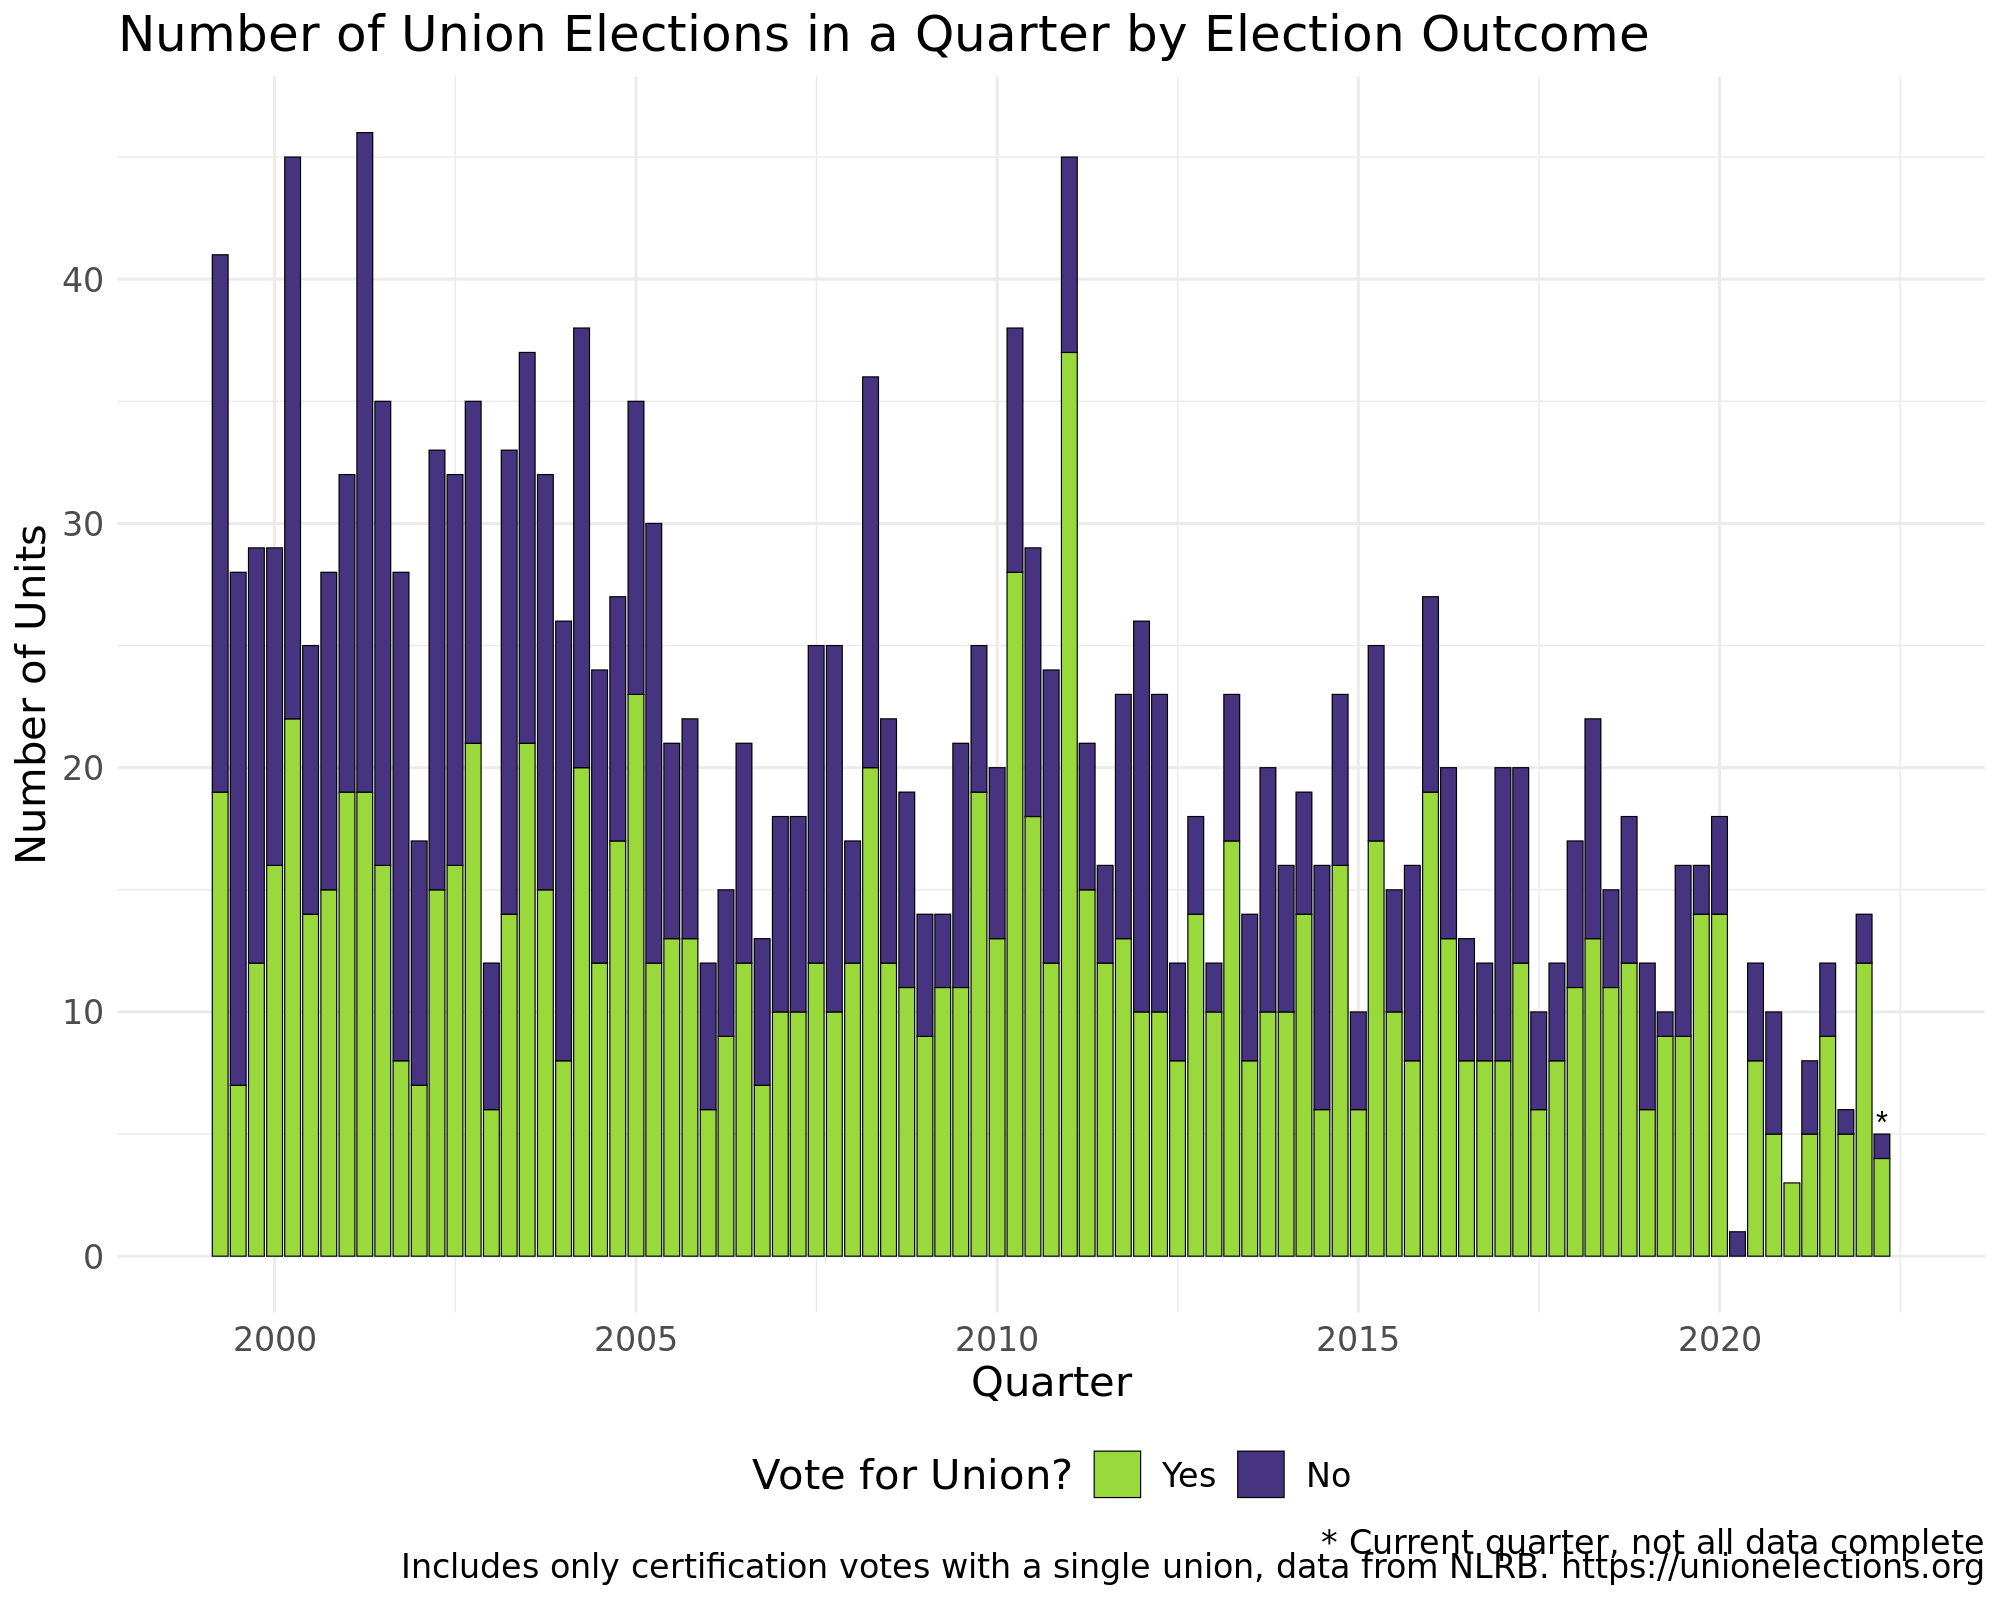 Number of Union Elections in a Quarter by Election Outcome
Number of Units
40
30
20
10
0
*
2000 2005 2010 2015 2020
Quarter
Vote for Union? Yes No
* Current quarter, not all data complete
Includes only certification votes with a single union, data from NLRB. https://unionelections.org